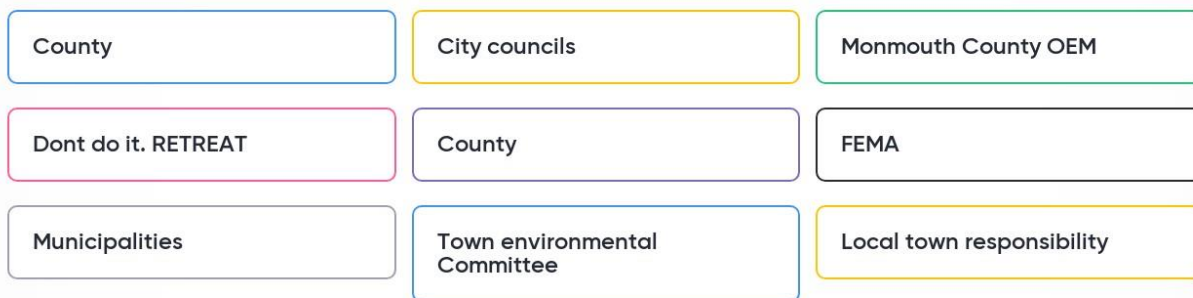 County
City councils
Monmouth County OEM
Dont do it. RETREAT
County
FEMA
Municipalities
Town environmental
Committee
Local town responsibility